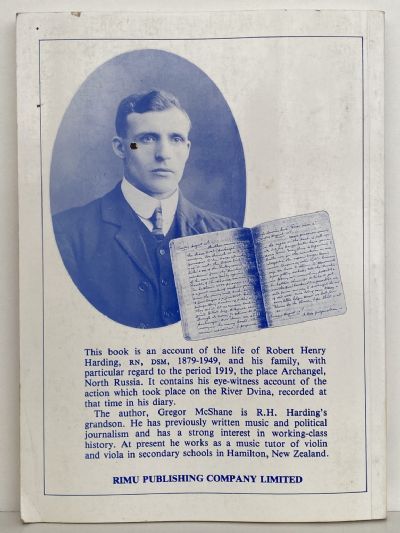 This book is an account of the life of Robert Henry
Harding, RN, DSM, 1879-1949, and his family, with
particular regard to the period 1919, the place Archangel,
North Russia. It contains his eye-witness account of the
action which took place on the River Dvina, recorded at
that time in his diary.
The author, Gregor McShane is R.H. Harding's
grandson. He has previously written music and political
journalism and has a strong interest in working-class
history. At present he works as a music tutor of violin
and viola in secondary schools in Hamilton, New Zealand.
RIMU PUBLISHING COMPANY LIMITED